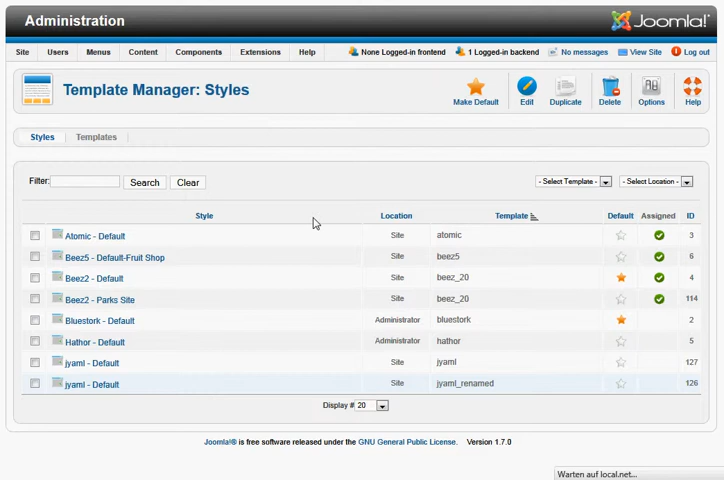 Administration
Joomla!®
Site Users Menus Content Components Extensions Help None Logged-in frontend 1 Logged-in backend No messages View Site Log out
Template Manager: Styles
Make Default Edit Duplicate Delete Options Help
Styles Templates
Filter: Search Clear - Select Template - - Select Location -
Style Location Template Default Assigned ID
Atomic - Default Site atomic 3
Beez5 - Default-Fruit Shop Site beez5 6
Beez2 - Default Site beez_20 4
Beez2 - Parks Site Site beez_20 114
Bluestork - Default Administrator bluestork 2
Hathor - Default Administrator hathor 5
jyaml - Default Site jyaml 127
jyaml - Default Site jyaml_renamed 126
Display # 20
Joomla!® is free software released under the GNU General Public License. Version 1.7.0
Warten auf local.net...